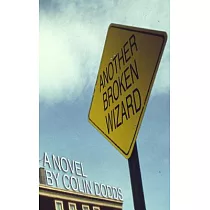 ANOTHER
BROKEN
WIZARD
A NOVEL
BY COLIN DODDS